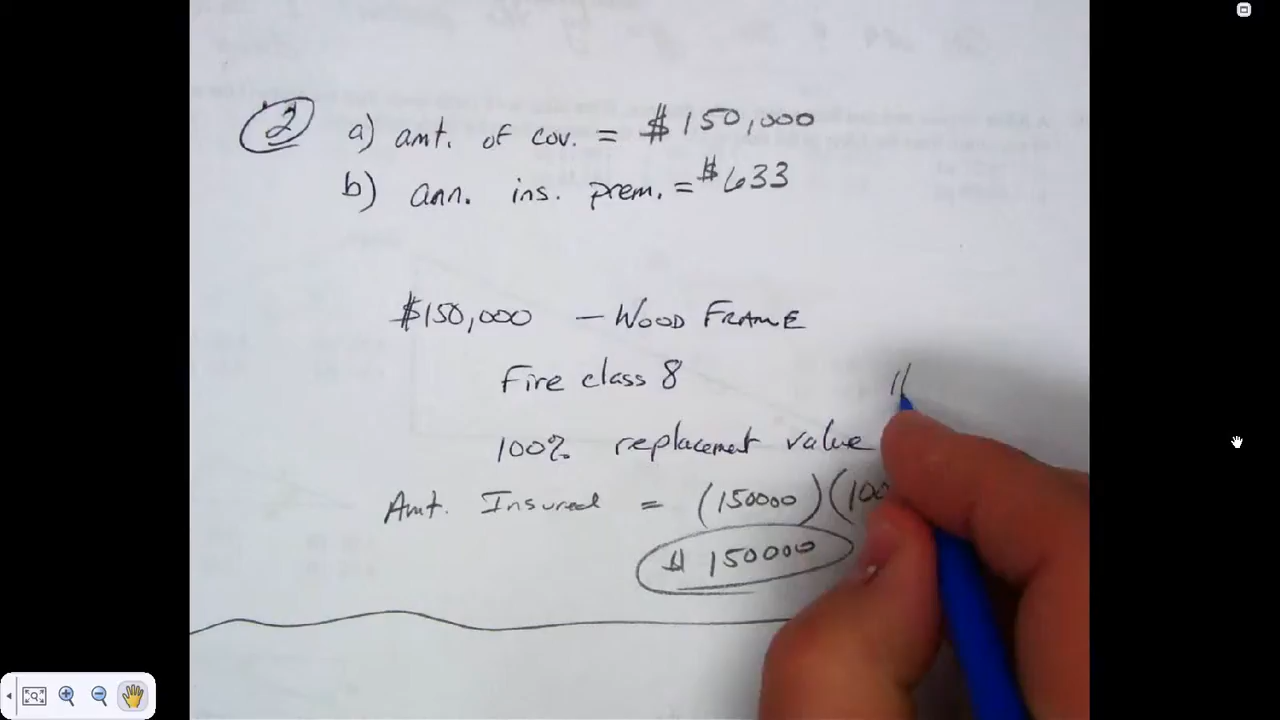 2 a) amt. of cov. = $150,000
b) ann. ins. prem. = $633
$150,000 – WOOD FRAME
Fire class 8
100% replacement value
Amt. Insured = (150000)(100
$150000